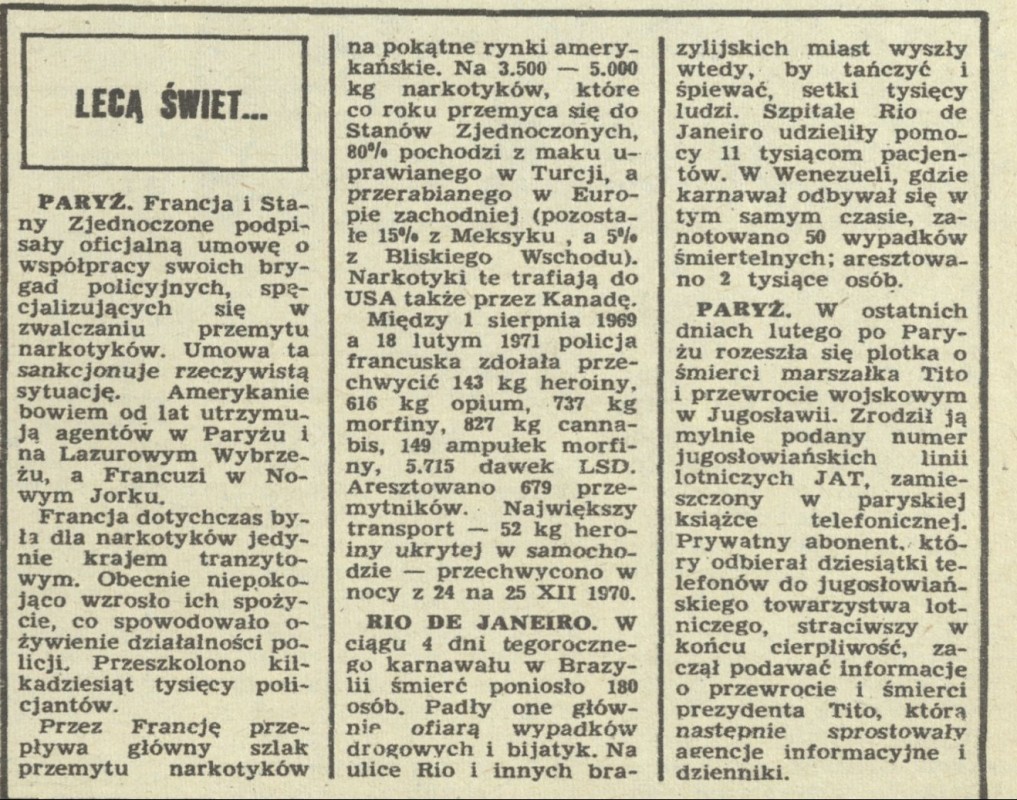 LECĄ ŚWIET...
PARYŻ. Francja i Sta-
ny Zjednoczone podpi-
sały oficjalną umowę o
współpracy swoich bry-
gad policyjnych, spę-
cjalizujących się w
zwalczaniu przemytu
narkotyków. Umowa ta
sankcjonuje rzeczywistą
sytuację. Amerykanie
bowiem od lat utrzymu-
ją agentów w Paryżu i
na Lazurowym Wybrze-
żu, a Francuzi w No-
wym Jorku.
Francja dotychczas by-
ła dla narkotyków jedy-
nie krajem tranzyto-
wym. Obecnie niepoko-
jąco wzrosło ich spoży-
cie, co spowodowało o-
żywienie działalności po-
licji. Przeszkolono kil-
kadziesiąt tysięcy poli-
cjantów.
Przez Francję prze-
pływa główny szlak
przemytu narkotyków
na pokątne rynki amery-
kańskie. Na 3.500 — 5.000
kg narkotyków, które
co roku przemyca się do
Stanów Zjednoczonych,
80% pochodzi z maku u-
prawianego w Turcji, a
przerabianego w Euro-
pie zachodniej (pozosta-
łe 15% z Meksyku , a 5%
z Bliskiego Wschodu).
Narkotyki te trafiają do
USA także przez Kanadę.
Między 1 sierpnia 1969
a 18 lutym 1971 policja
francuska zdołała prze-
chwycić 143 kg heroiny,
616 kg opium, 737 kg
morfiny, 827 kg canna-
bis, 149 ampułek morfi-
ny, 5.715 dawek LSD.
Aresztowano 679 prze-
mytników. Największy
transport — 52 kg hero-
iny ukrytej w samocho-
dzie — przechwycono w
nocy z 24 na 25 XII 1970.
RIO DE JANEIRO. W
ciągu 4 dni tegoroczne-
go karnawału w Brazy-
lii śmierć poniosło 180
osób. Padły one głów-
nie ofiarą wypadków
drogowych i bijatyk. Na
ulice Rio i innych bra-
zylijskich miast wyszły
wtedy, by tańczyć i
śpiewać, setki tysięcy
ludzi. Szpitale Rio de
Janeiro udzieliły pomo-
cy 11 tysiącom pacjen-
tów. W Wenezueli, gdzie
karnawał odbywał się w
tym samym czasie, za-
notowano 50 wypadków
śmiertelnych; aresztowa-
no 2 tysiące osób.
PARYŻ. W ostatnich
dniach lutego po Pary-
żu rozeszła się plotka o
śmierci marszałka Tito
i przewrocie wojskowym
w Jugosławii. Zrodził ją
mylnie podany numer
jugosłowiańskich linii
lotniczych JAT, zamie-
szczony w paryskiej
książce telefonicznej.
Prywatny abonent, któ-
ry odbierał dziesiątki te-
lefonów do jugosłowiań-
skiego towarzystwa lot-
niczego, straciwszy w
końcu cierpliwość, za-
czął podawać informacje
o przewrocie i śmierci
prezydenta Tito, którą
następnie sprostowały
agencje informacyjne i
dzienniki.